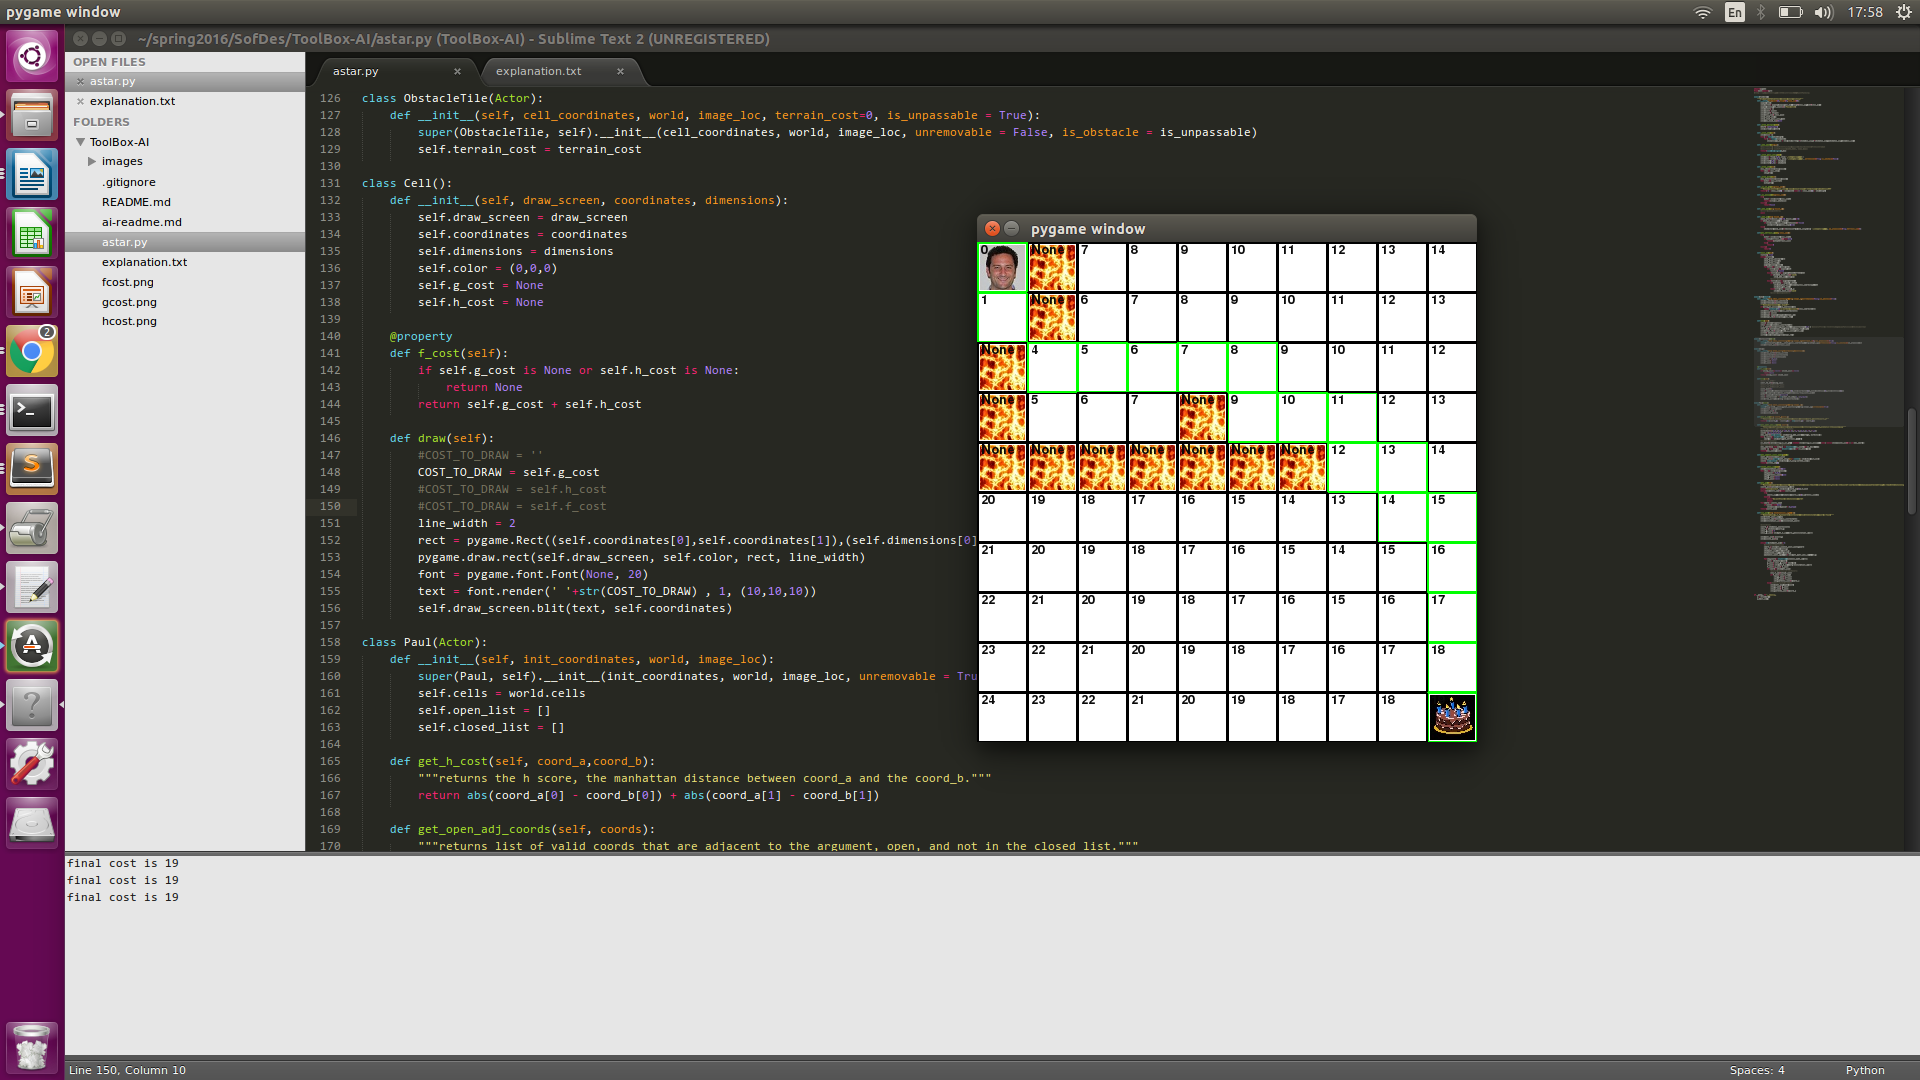 pygame window
En
17:58
~/spring2016/SofDes/ToolBox-AI/astar.py (ToolBox-AI) - Sublime Text 2 (UNREGISTERED)
OPEN FILES
astar.py
explanation.txt
FOLDERS
ToolBox-AI
images
.gitignore
README.md
ai-readme.md
astar.py
explanation.txt
fcost.png
gcost.png
hcost.png
2
astar.py
explanation.txt
126 class ObstacleTile(Actor):
127 def __init__(self, cell_coordinates, world, image_loc, terrain_cost=0, is_unpassable = True):
128 super(ObstacleTile, self).__init__(cell_coordinates, world, image_loc, unremovable = False, is_obstacle = is_unpassable)
129 self.terrain_cost = terrain_cost
130
131 class Cell():
132 def __init__(self, draw_screen, coordinates, dimensions):
133 self.draw_screen = draw_screen
134 self.coordinates = coordinates
135 self.dimensions = dimensions
136 self.color = (0,0,0)
137 self.g_cost = None
138 self.h_cost = None
139
140 @property
141 def f_cost(self):
142 if self.g_cost is None or self.h_cost is None:
143 return None
144 return self.g_cost + self.h_cost
145
146 def draw(self):
147 #COST_TO_DRAW = ''
148 COST_TO_DRAW = self.g_cost
149 #COST_TO_DRAW = self.h_cost
150 #COST_TO_DRAW = self.f_cost
151 line_width = 2
152 rect = pygame.Rect((self.coordinates[0],self.coordinates[1]),(self.dimensions[0]
153 pygame.draw.rect(self.draw_screen, self.color, rect, line_width)
154 font = pygame.font.Font(None, 20)
155 text = font.render(' '+str(COST_TO_DRAW) , 1, (10,10,10))
156 self.draw_screen.blit(text, self.coordinates)
157
158 class Paul(Actor):
159 def __init__(self, init_coordinates, world, image_loc):
160 super(Paul, self).__init__(init_coordinates, world, image_loc, unremovable = Tru
161 self.cells = world.cells
162 self.open_list = []
163 self.closed_list = []
164
165 def get_h_cost(self, coord_a,coord_b):
166 """returns the h score, the manhattan distance between coord_a and the coord_b."""
167 return abs(coord_a[0] - coord_b[0]) + abs(coord_a[1] - coord_b[1])
168
169 def get_open_adj_coords(self, coords):
170 """returns list of valid coords that are adjacent to the argument, open, and not in the closed list."""
pygame window
0 None 7 8 9 10 11 12 13 14
1 None 6 7 8 9 10 11 12 13
None 4 5 6 7 8 9 10 11 12
None 5 6 7 None 9 10 11 12 13
None None None None None None None 12 13 14
20 19 18 17 16 15 14 13 14 15
21 20 19 18 17 16 15 14 15 16
22 21 20 19 18 17 16 15 16 17
23 22 21 20 19 18 17 16 17 18
24 23 22 21 20 19 18 17 18
final cost is 19
final cost is 19
final cost is 19
Line 150, Column 10
Spaces: 4
Python